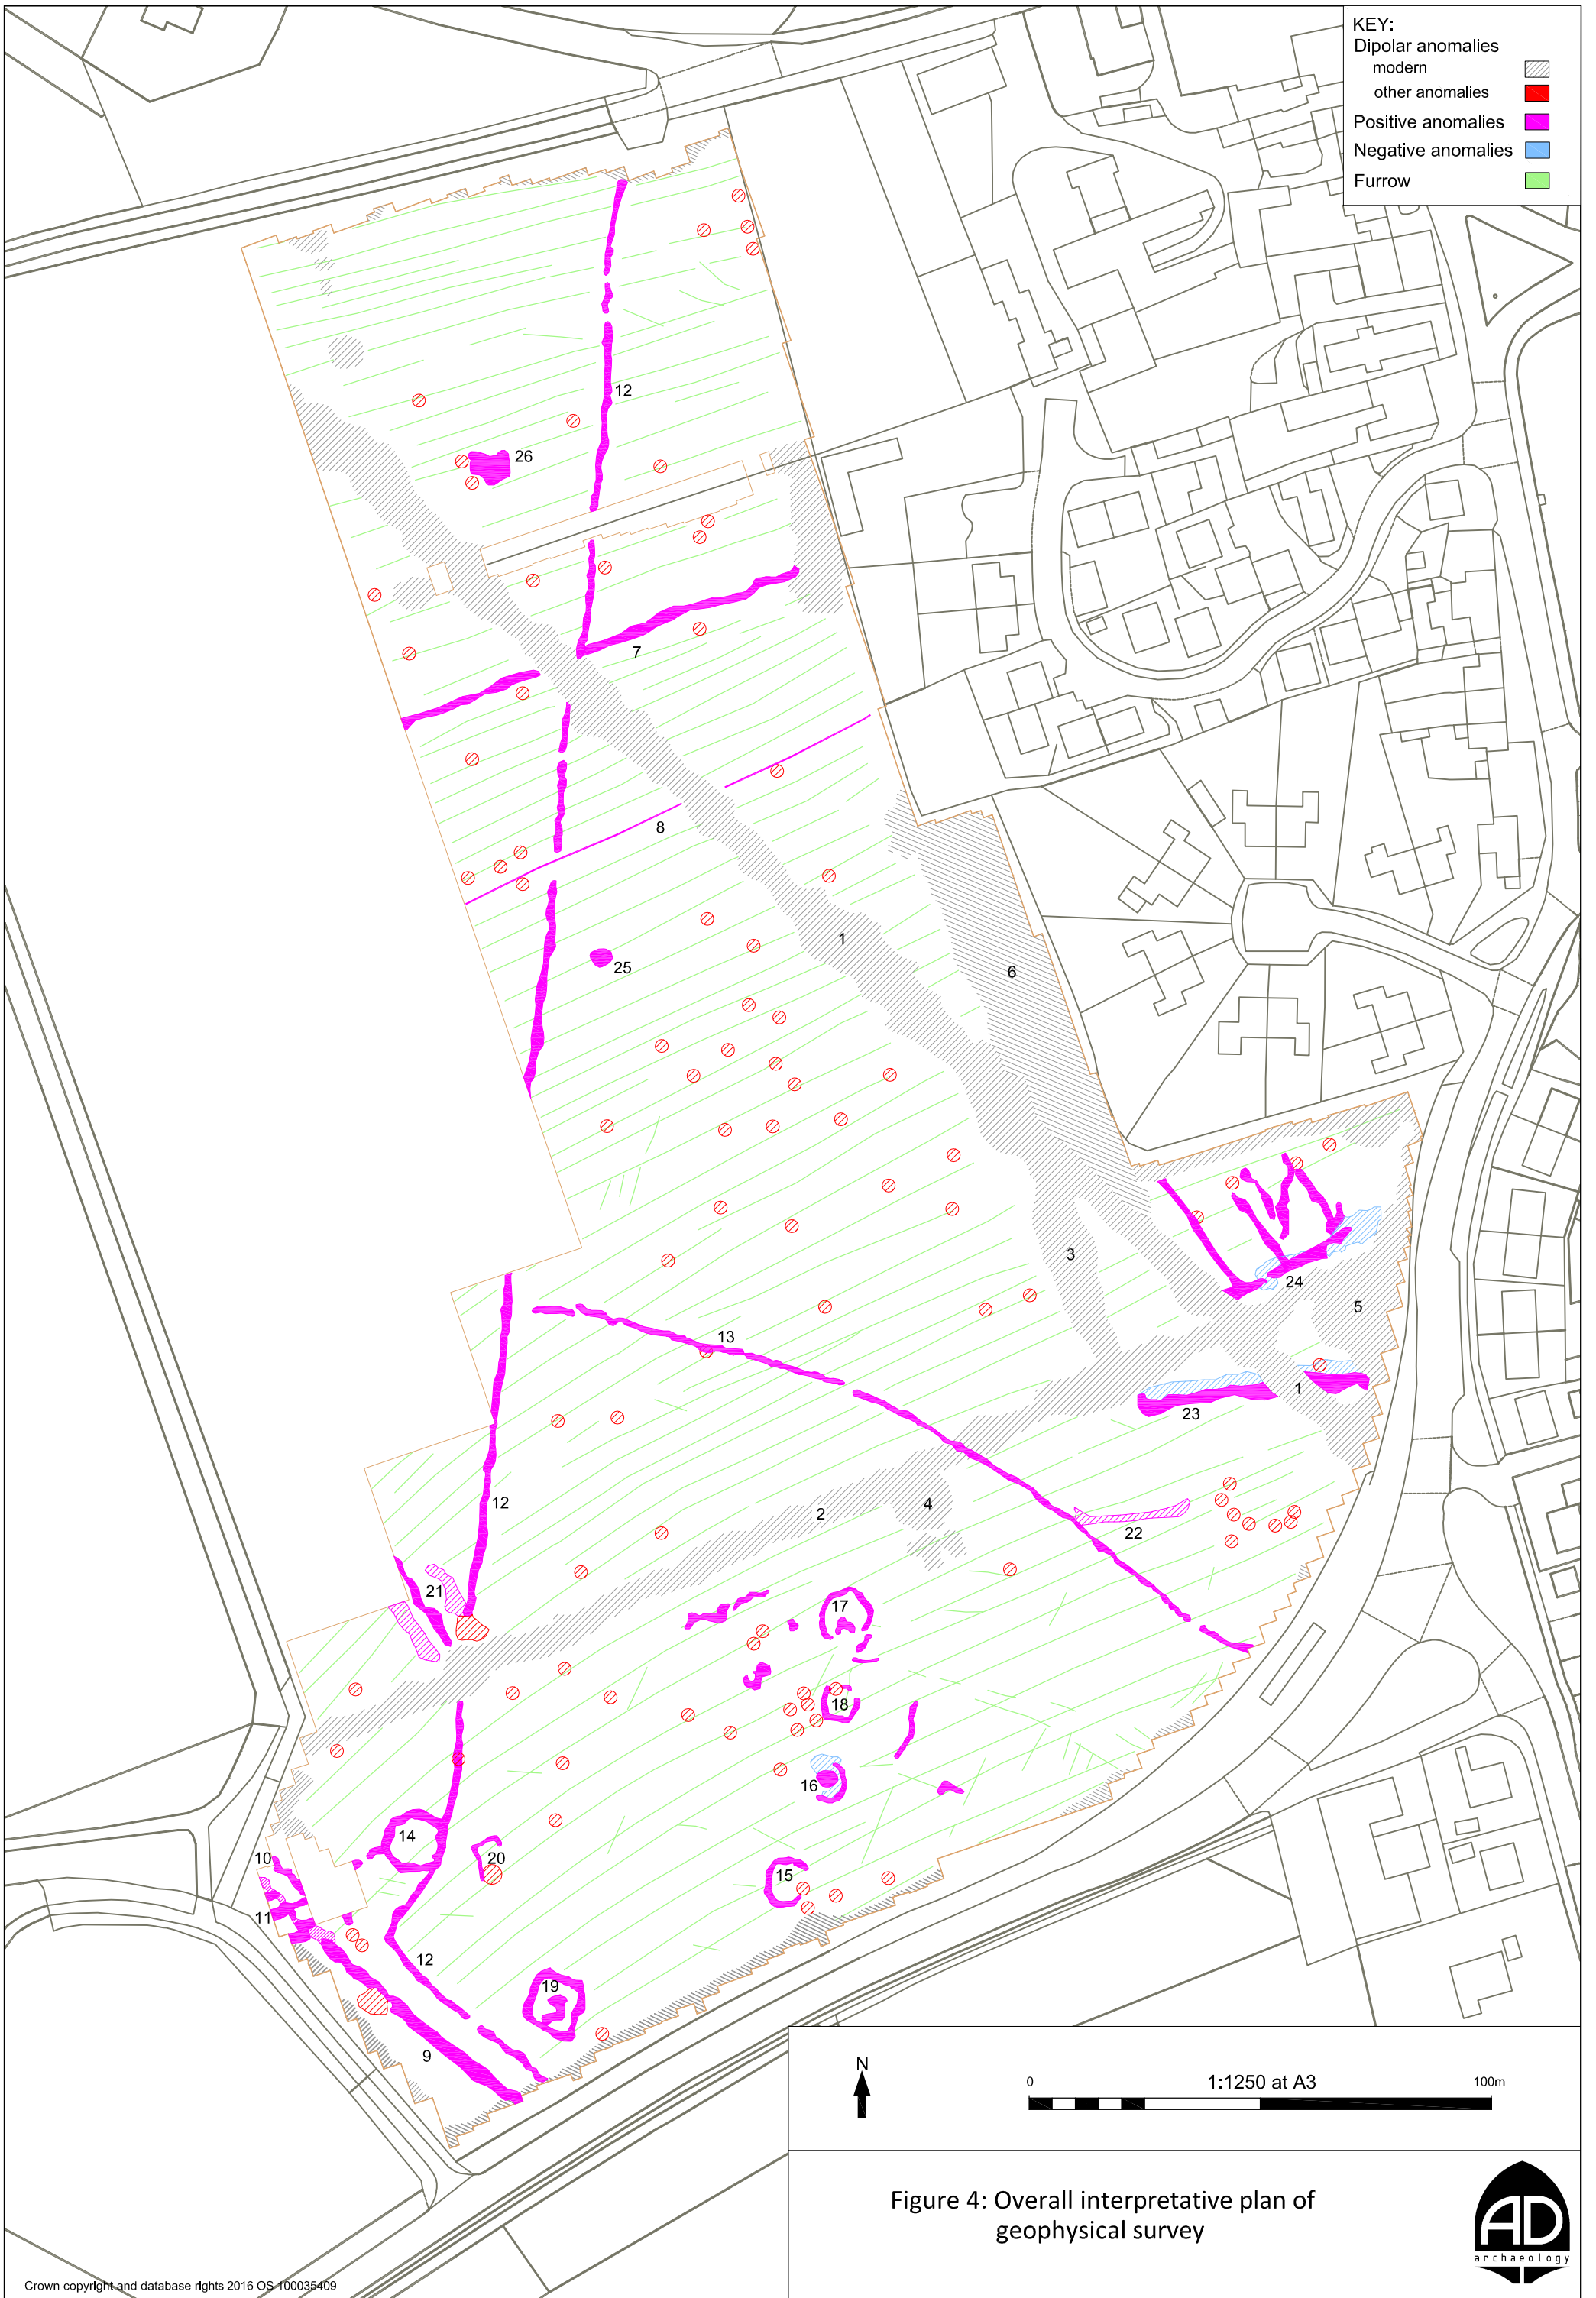 KEY:
Dipolar anomalies
modern
other anomalies
Positive anomalies
Negative anomalies
Furrow
12
26
7
8
1
25
6
3
24
5
13
1
23
12
2
4
22
21
17
18
16
14
20
10
15
11
12
19
9
N
0
1:1250 at A3
100m
Figure 4: Overall interpretative plan of
geophysical survey
AD
archaeology
Crown copyright and database rights 2016 OS 100035409